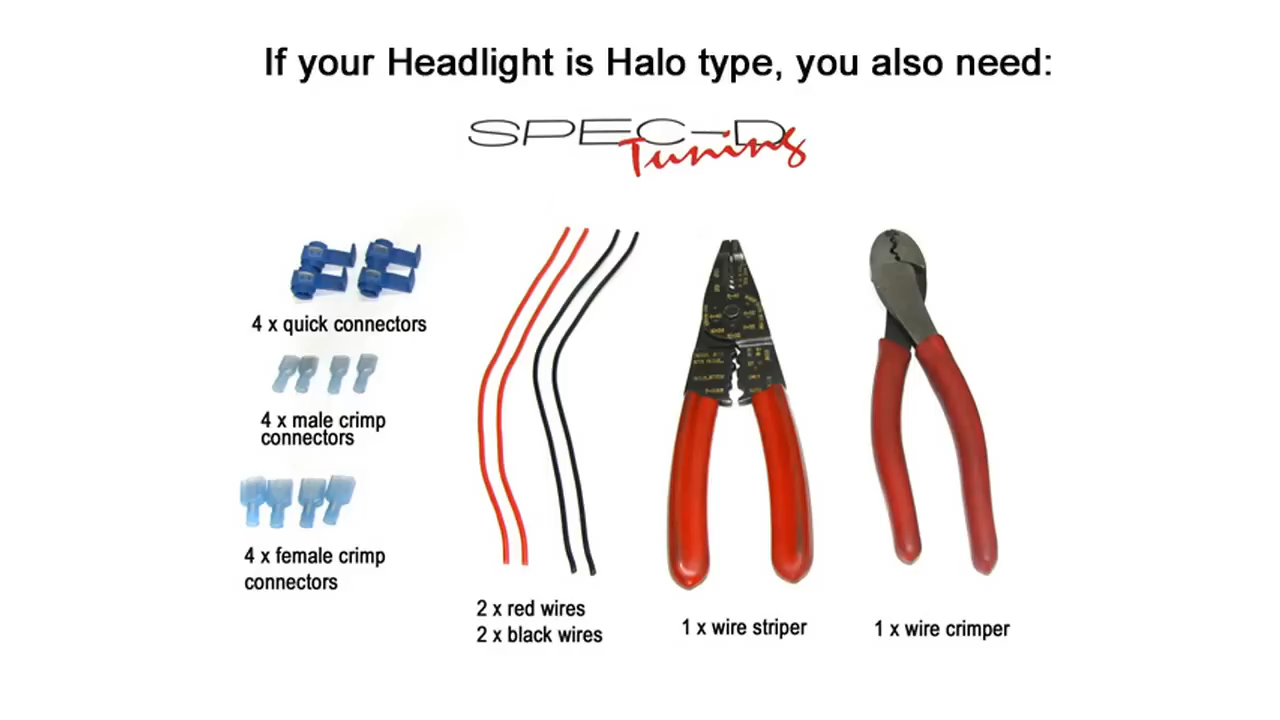 If your Headlight is Halo type, you also need:
SPEC-D
Tuning
4 x quick connectors
4 x male crimp
connectors
4 x female crimp
connectors
2 x red wires
2 x black wires
1 x wire striper
1 x wire crimper